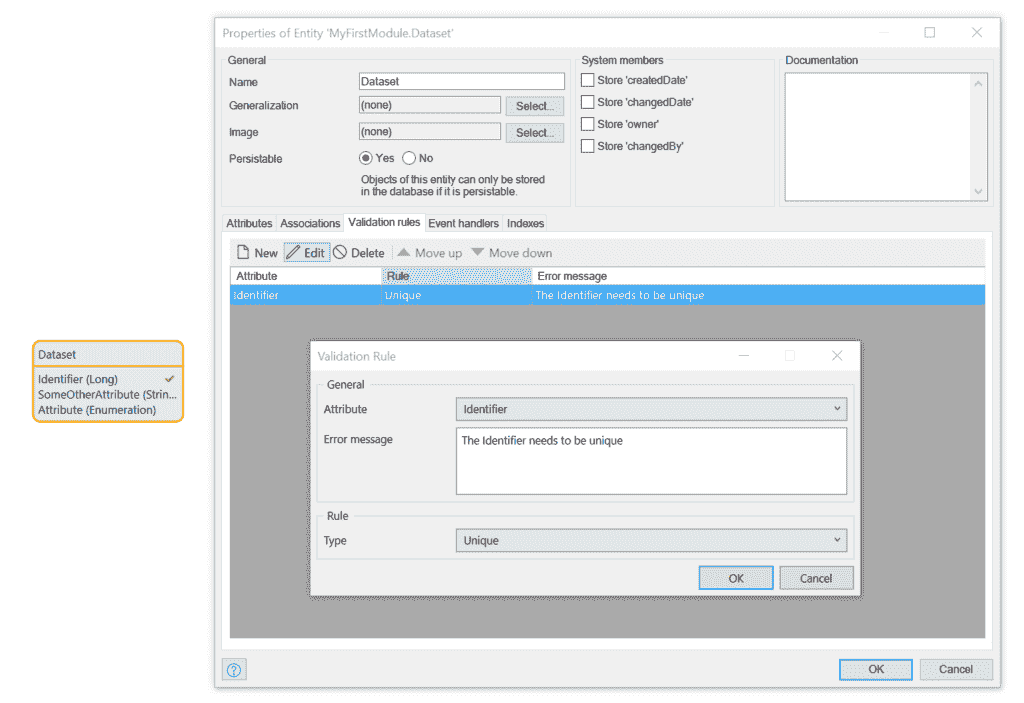 Properties of Entity 'MyFirstModule.Dataset'
General
Name
Dataset
Generalization
(none)
Select...
Image
(none)
Select...
Persistable
Yes
No
Objects of this entity can only be stored
in the database if it is persistable.
System members
Store 'createdDate'
Store 'changedDate'
Store 'owner'
Store 'changedBy'
Documentation
Attributes
Associations
Validation rules
Event handlers
Indexes
New
Edit
Delete
Move up
Move down
Attribute
Rule
Error message
Identifier
Unique
The Identifier needs to be unique
Dataset
Identifier (Long)
SomeOtherAttribute (Strin...
Attribute (Enumeration)
Validation Rule
General
Attribute
Identifier
Error message
The Identifier needs to be unique
Rule
Type
Unique
OK
Cancel
?
OK
Cancel